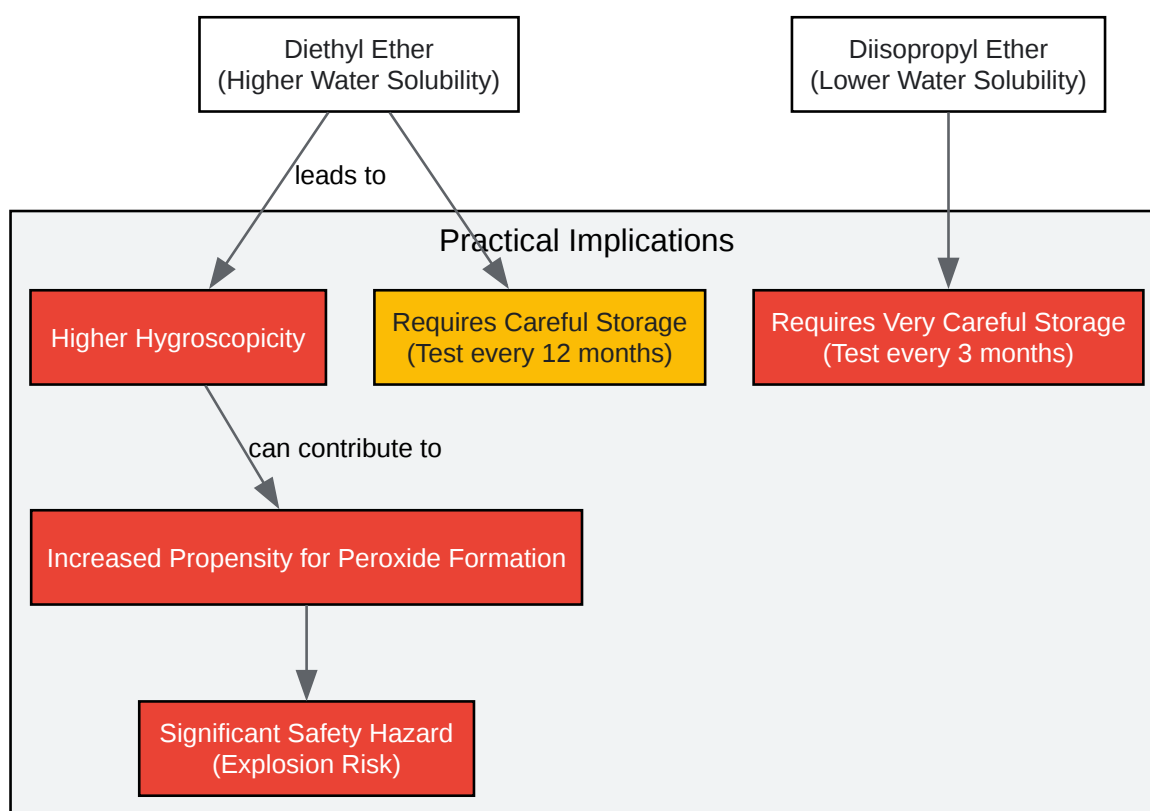 Diethyl Ether
(Higher Water Solubility)
Diisopropyl Ether
(Lower Water Solubility)
leads to
Practical Implications
Higher Hygroscopicity
Requires Careful Storage
(Test every 12 months)
Requires Very Careful Storage
(Test every 3 months)
can contribute to
Increased Propensity for Peroxide Formation
Significant Safety Hazard
(Explosion Risk)